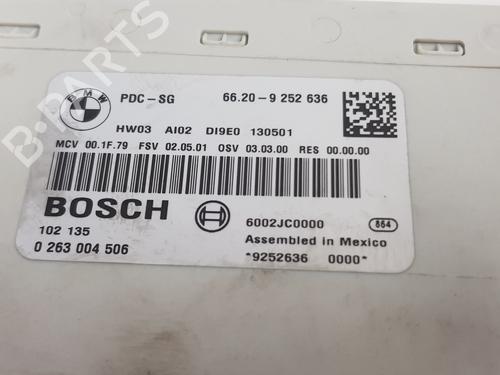 BMW
PDC-SG 66.20-9 252 636
HW03 AI02 DI9E0 130501
MCV 00.1F.79 FSV 02.05.01 OSV 03.03.00 RES 00.00.00
BOSCH
6002JC0000 864
102 135 Assembled in Mexico
0 263 004 506 *9252636 0000*
B-PARTS